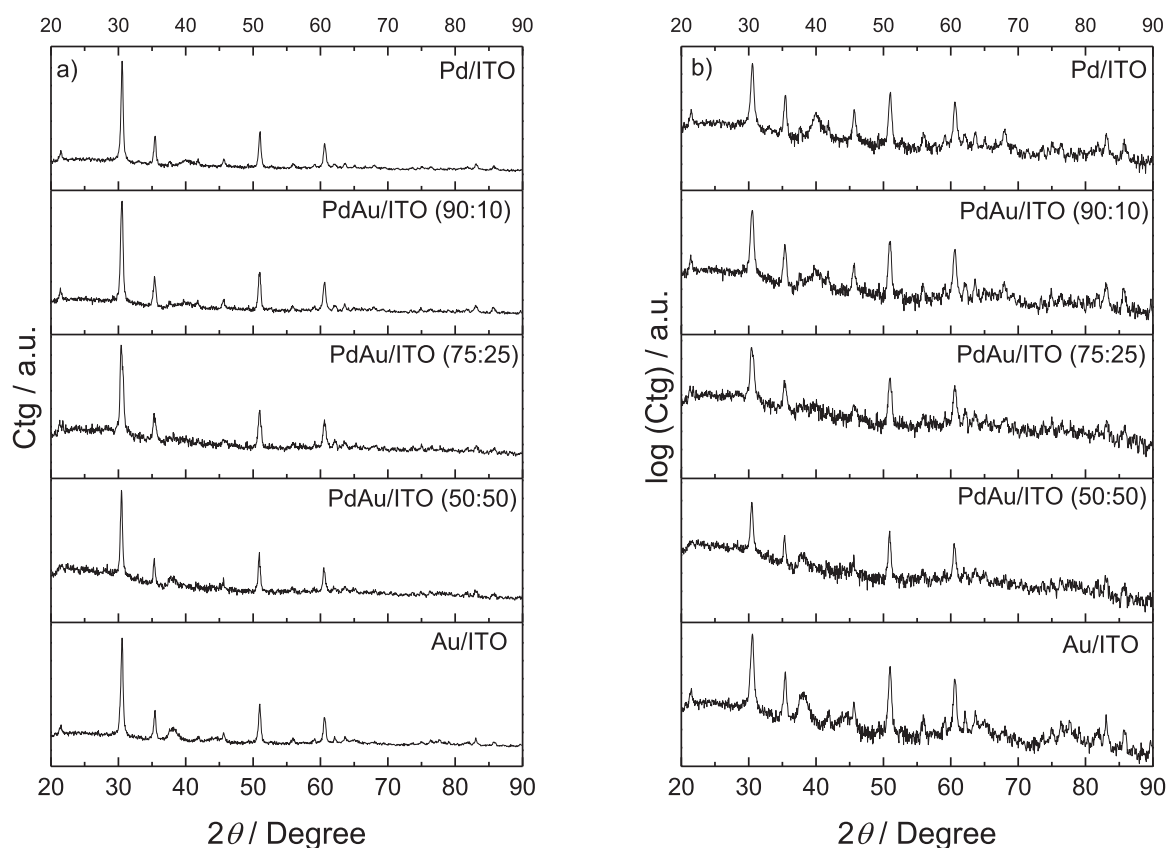 20 30 40 50 60 70 80 90
a)
Pd/ITO
PdAu/ITO (90:10)
PdAu/ITO (75:25)
PdAu/ITO (50:50)
Au/ITO
Ctg / a.u.
20 30 40 50 60 70 80 90
2θ / Degree
20 30 40 50 60 70 80 90
b)
Pd/ITO
PdAu/ITO (90:10)
PdAu/ITO (75:25)
PdAu/ITO (50:50)
Au/ITO
log (Ctg) / a.u.
20 30 40 50 60 70 80 90
2θ / Degree